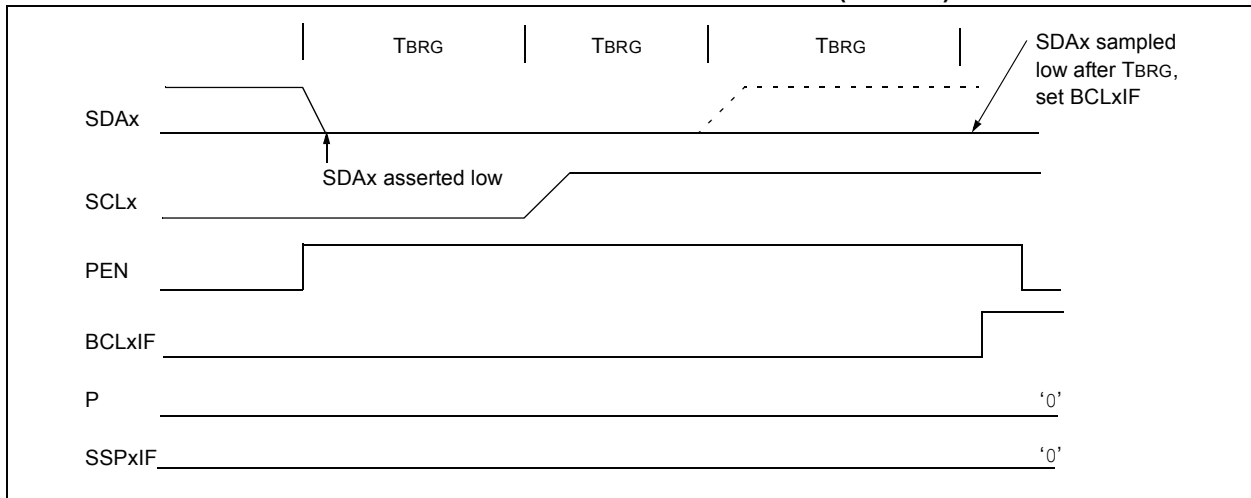 TBRG TBRG TBRG
SDAx sampled
low after TBRG,
set BCLxIF
SDAx
SDAx asserted low
SCLx
PEN
BCLxIF
P
‘0’
SSPxIF
‘0’